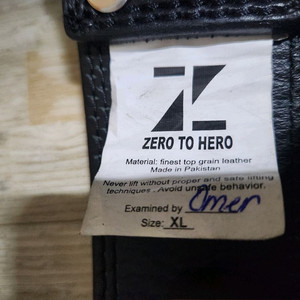 ZERO TO HERO
Material: finest top grain leather
Made in Pakistan
Never lift without proper and safe lifting
techniques . Avoid unsafe behavior.
Examined by Omer
Size: XL